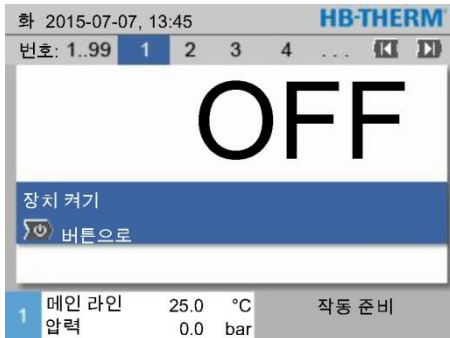 화 2015-07-07, 13:45 HB-THERM
번호: 1..99 1 2 3 4 ...
OFF
장치 켜기
버튼으로
1 메인 라인 25.0 °C 작동 준비
압력 0.0 bar